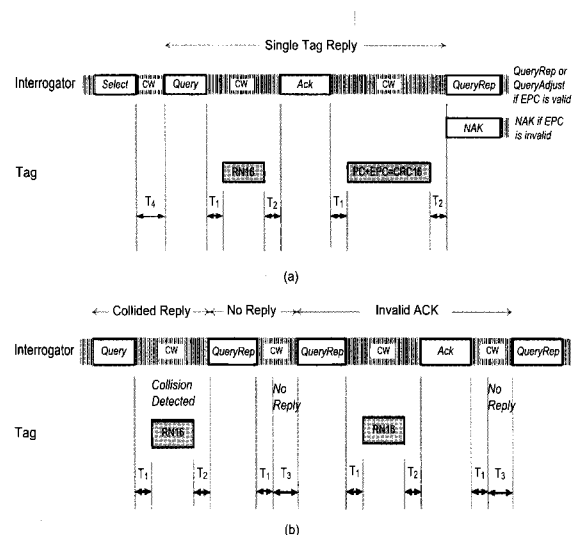 Single Tag Reply
Interrogator Select CW Query CW Ack CW QueryRep
QueryRep or
QueryAdjust
if EPC is valid
NAK
NAK if EPC
is invalid
Tag
RN16 PC+EPC=CRC16
T4 T1 T2 T1 T2
(a)
Collided Reply No Reply Invalid ACK
Interrogator Query CW QueryRep CW QueryRep CW Ack CW QueryRep
Collision
Detected
No
Reply
No
Reply
Tag
RN16 RN16
T1 T2 T1 T3 T1 T2 T1 T3
(b)